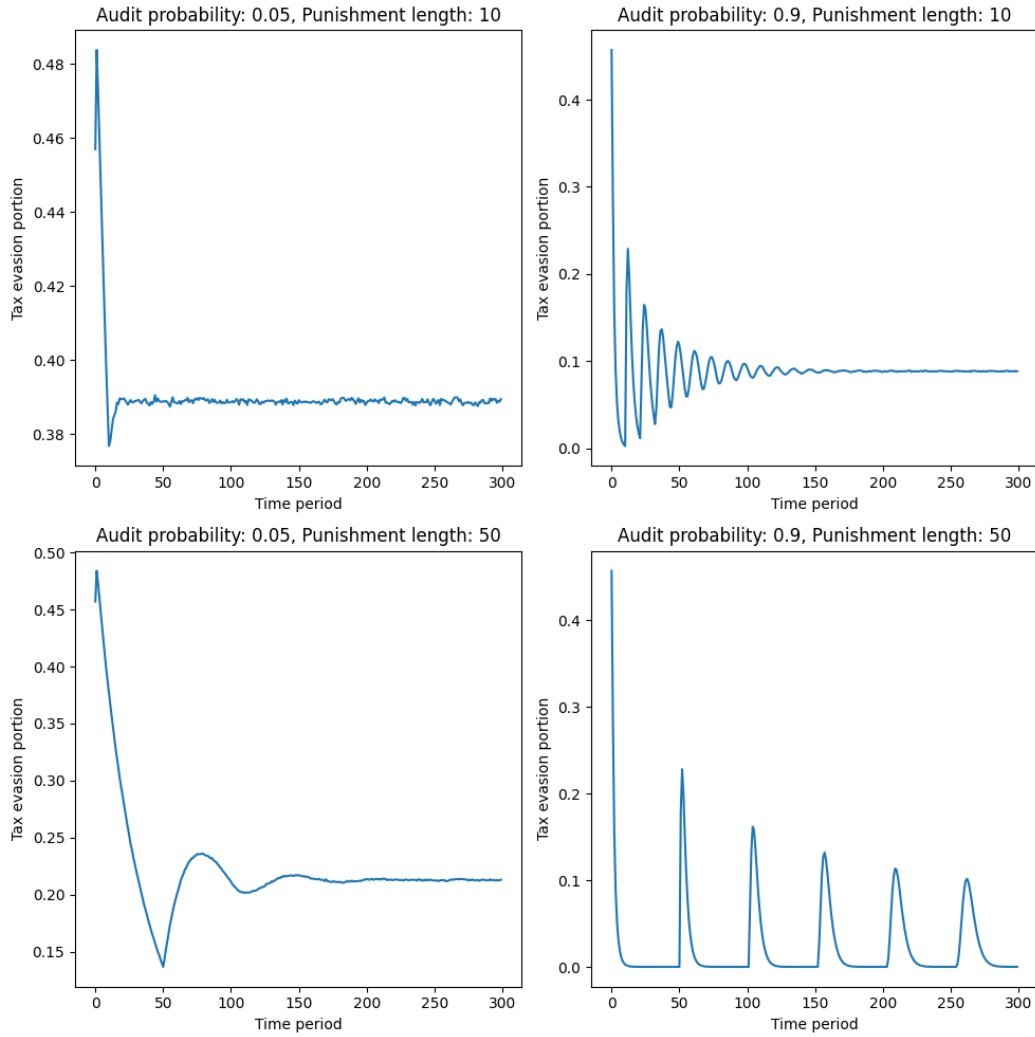 Audit probability: 0.05, Punishment length: 10
0.48
0.46
0.44
0.42
0.40
0.38
Tax evasion portion
0 50 100 150 200 250 300
Time period
Audit probability: 0.9, Punishment length: 10
0.4
0.3
0.2
0.1
0.0
Tax evasion portion
0 50 100 150 200 250 300
Time period
Audit probability: 0.05, Punishment length: 50
0.50
0.45
0.40
0.35
0.30
0.25
0.20
0.15
Tax evasion portion
0 50 100 150 200 250 300
Time period
Audit probability: 0.9, Punishment length: 50
0.4
0.3
0.2
0.1
0.0
Tax evasion portion
0 50 100 150 200 250 300
Time period